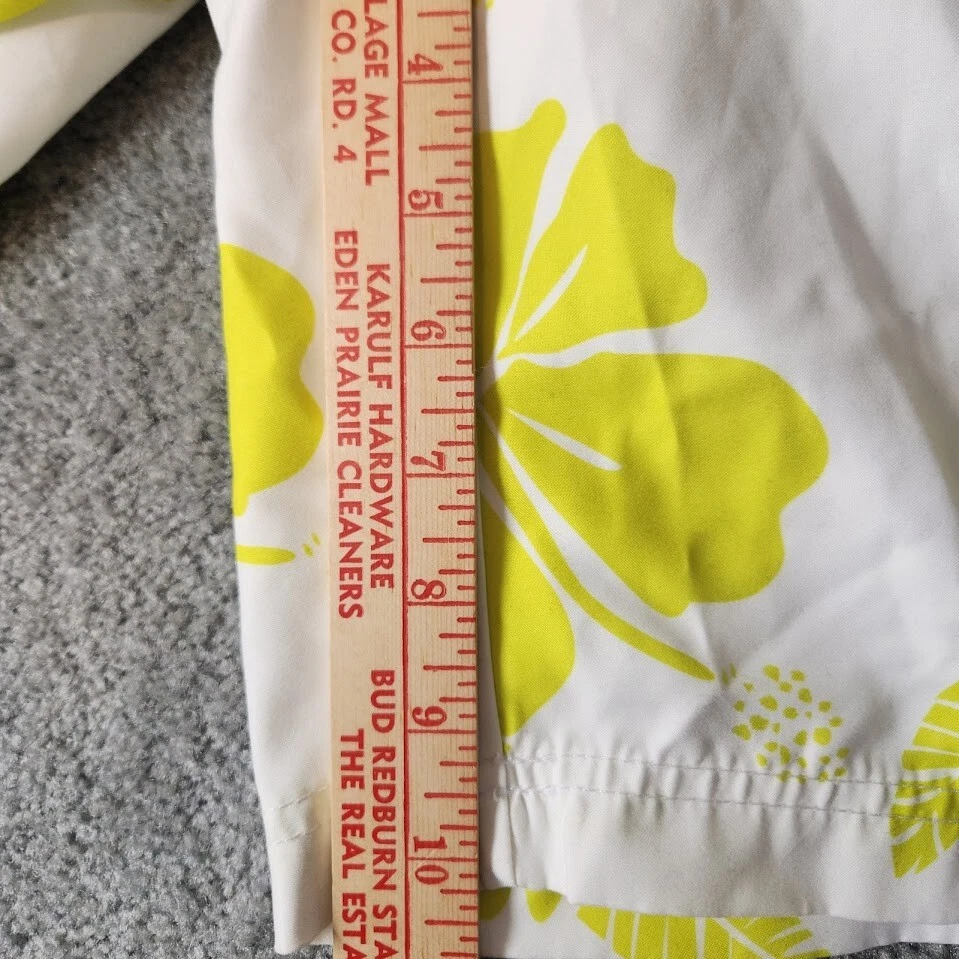 LAGE MALL
CO. RD. 4
KARULF HARDWARE
EDEN PRAIRIE CLEANERS
BUD REDBURN STA
THE REAL ESTA
4
5
6
7
8
9
10